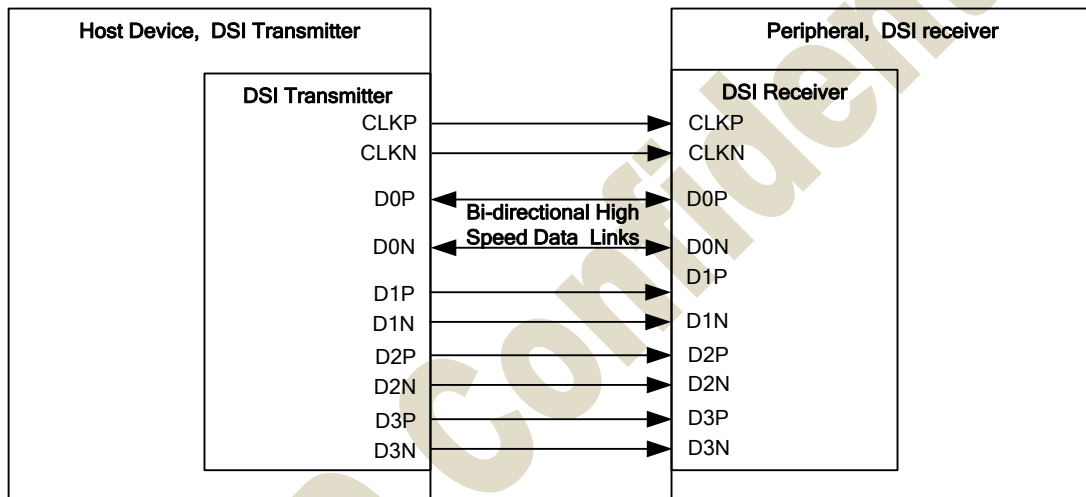 Host Device, DSI Transmitter
Peripheral, DSI receiver
DSI Transmitter
DSI Receiver
CLKP
CLKP
CLKN
CLKN
D0P
D0P
Bi-directional High
Speed Data Links
D0N
D0N
D1P
D1P
D1N
D1N
D2P
D2P
D2N
D2N
D3P
D3P
D3N
D3N